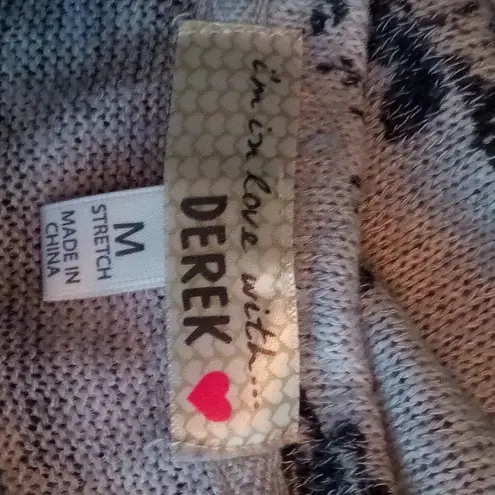 i'm in love with...
DEREK
M
STRETCH
MADE IN
CHINA